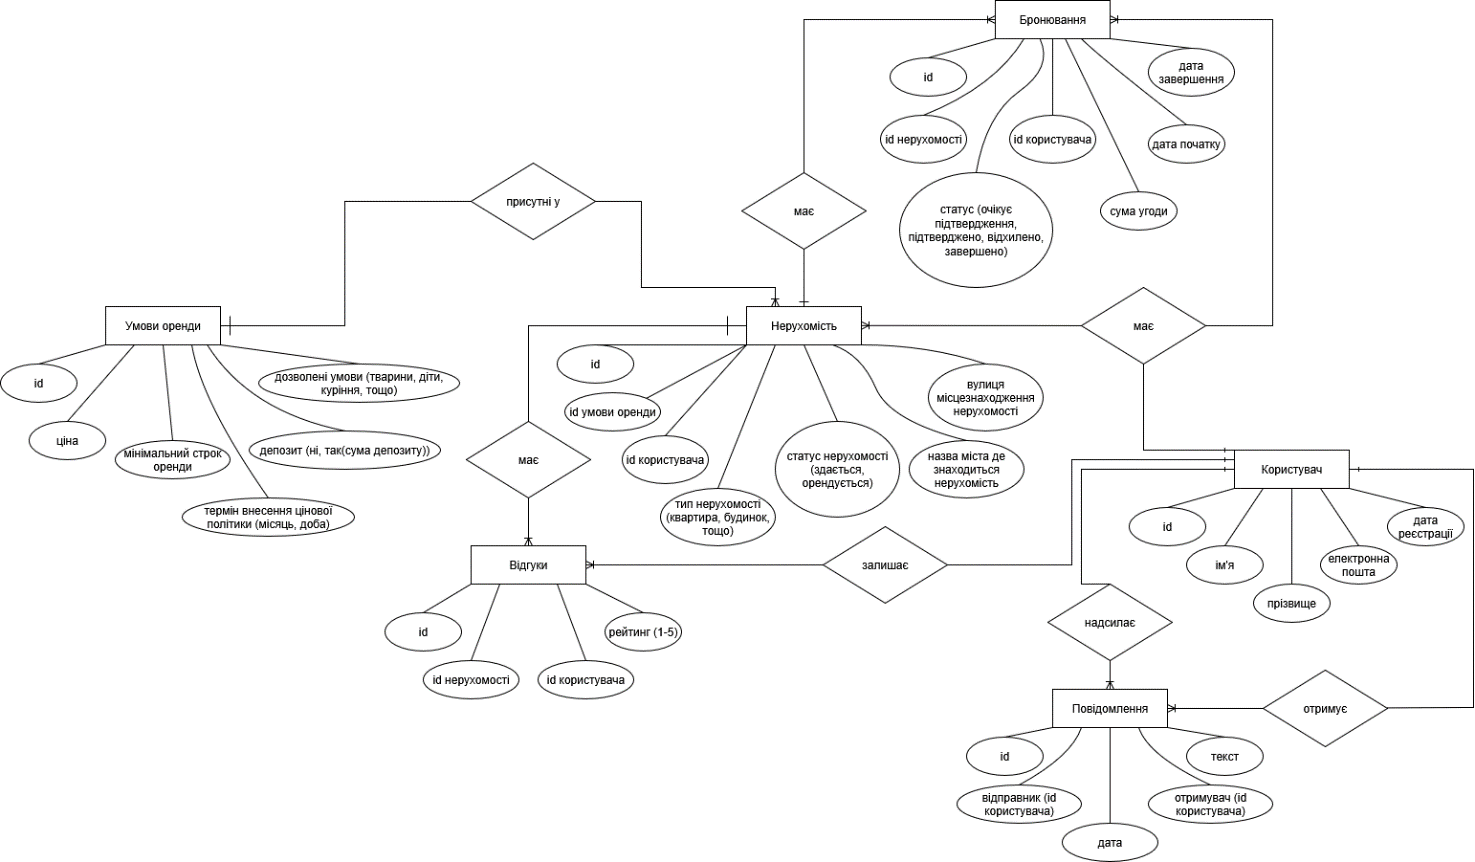 Бронювання
id
дата
завершення
id нерухомості
id користувача
дата початку
статус (очікує
підтвердження,
підтверджено, відхилено,
завершено)
сума угоди
має
присутні у
Умови оренди
id
ціна
мінімальний строк
оренди
термін внесення цінової
політики (місяць, доба)
депозит (ні, так(сума депозиту))
дозволені умови (тварини, діти,
куріння, тощо)
Нерухомість
id
id умови оренди
id користувача
тип нерухомості
(квартира, будинок,
тощо)
статус нерухомості
(здається,
орендується)
назва міста де
знаходиться
нерухомість
вулиця
місцезнаходження
нерухомості
має
має
Користувач
id
ім'я
прізвище
електронна
пошта
дата
реєстрації
Відгуки
id
id нерухомості
id користувача
рейтинг (1-5)
залишає
надсилає
отримує
Повідомлення
id
відправник (id
користувача)
дата
отримувач (id
користувача)
текст